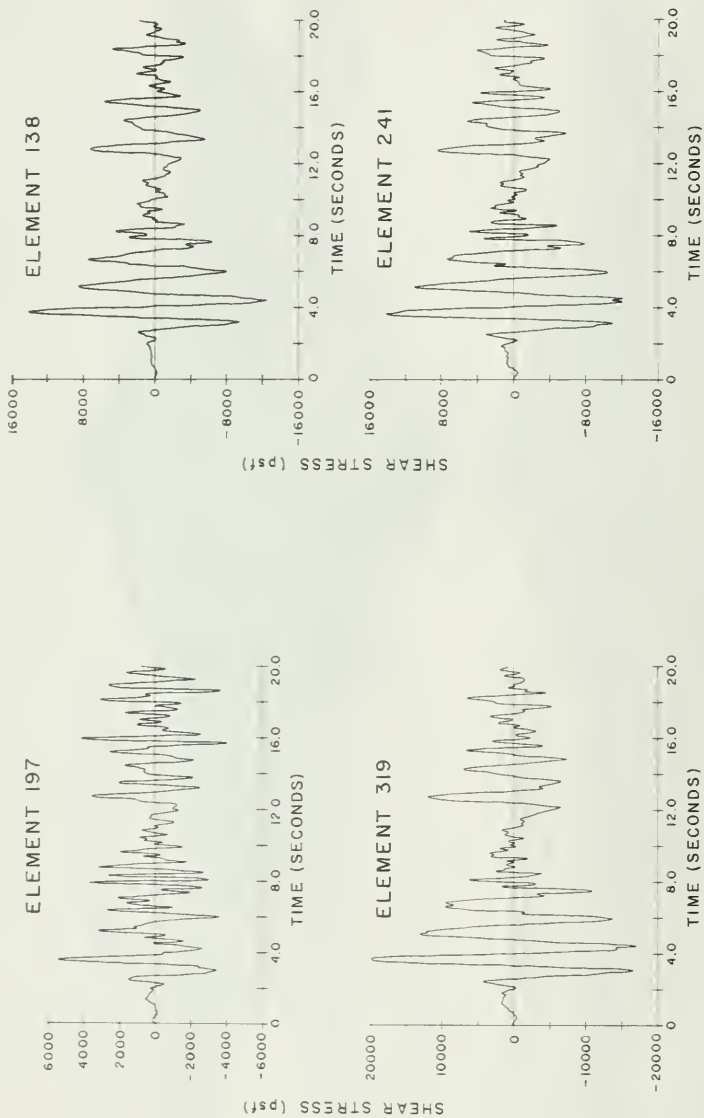 ELEMENT 197
6000
4000
2000
0
-2000
-4000
-6000
0 4.0 8.0 12 0 16.0 20.0
TIME (SECONDS)
SHEAR STRESS (psf)
ELEMENT 138
16000
8000
0
-8000
-16000
0 4.0 8.0 12.0 16.0 20.0
TIME (SECONDS)
SHEAR STRESS (psf)
ELEMENT 319
20000
10000
0
-10000
-20000
0 4.0 8.0 12.0 16.0 20.0
TIME (SECONDS)
ELEMENT 241
16000
8000
0
-8000
-16000
0 4.0 8.0 12.0 16.0 20.0
TIME (SECONDS)